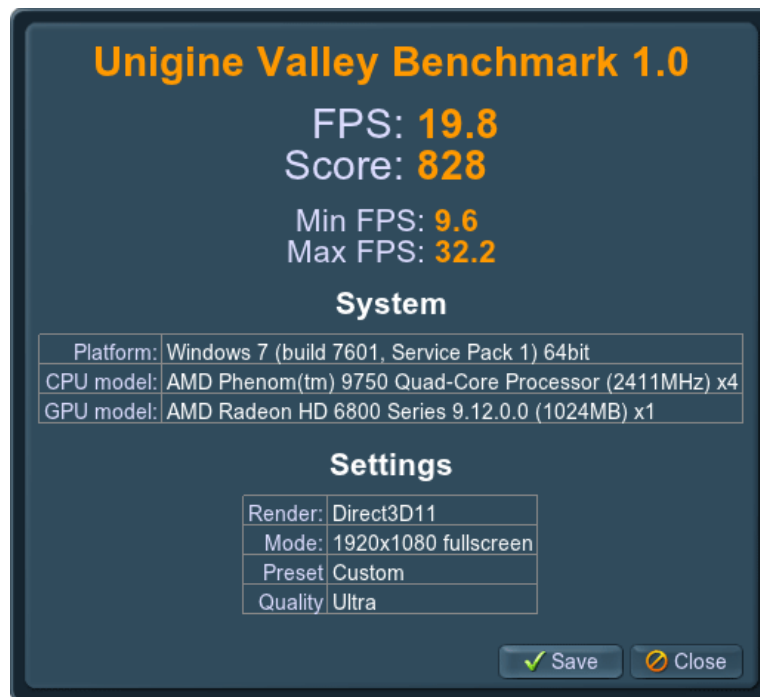 Unigine Valley Benchmark 1.0
FPS: 19.8
Score: 828
Min FPS: 9.6
Max FPS: 32.2
System
Platform: Windows 7 (build 7601, Service Pack 1) 64bit
CPU model: AMD Phenom(tm) 9750 Quad-Core Processor (2411MHz) x4
GPU model: AMD Radeon HD 6800 Series 9.12.0.0 (1024MB) x1
Settings
Render: Direct3D11
Mode: 1920x1080 fullscreen
Preset Custom
Quality Ultra
Save Close